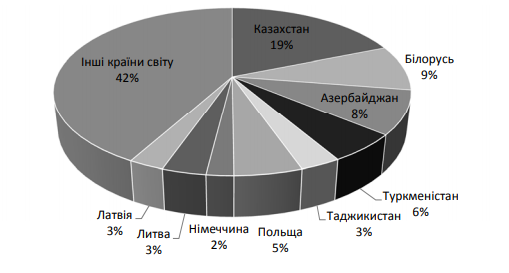 Казахстан
19%
Білорусь
9%
Азербайджан
8%
Туркменістан
6%
Таджикистан
3%
Польща
5%
Німеччина
2%
Литва
3%
Латвія
3%
Інші країни світу
42%